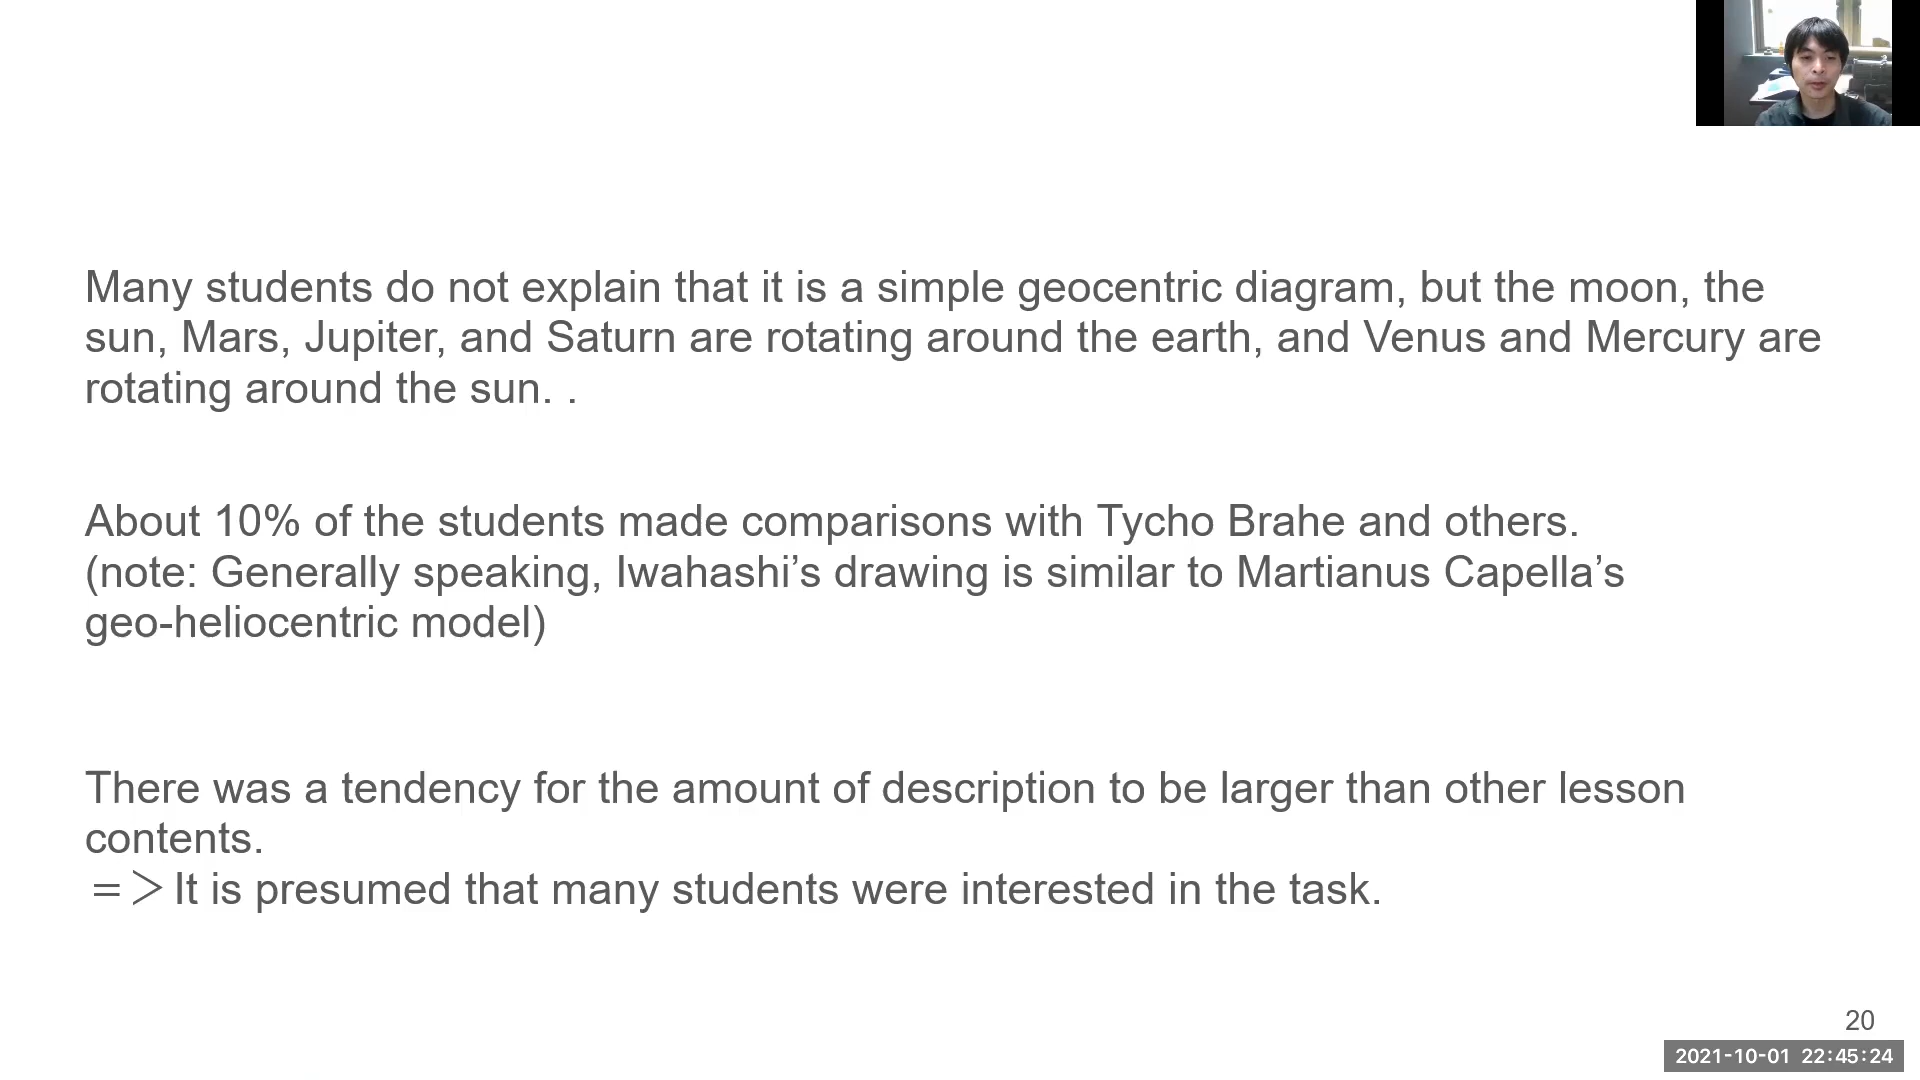 Many students do not explain that it is a simple geocentric diagram, but the moon, the
sun, Mars, Jupiter, and Saturn are rotating around the earth, and Venus and Mercury are
rotating around the sun. .
About 10% of the students made comparisons with Tycho Brahe and others.
(note: Generally speaking, Iwahashi’s drawing is similar to Martianus Capella’s
geo-heliocentric model)
There was a tendency for the amount of description to be larger than other lesson
contents.
＝＞It is presumed that many students were interested in the task.
20
2021-10-01 22:45:24